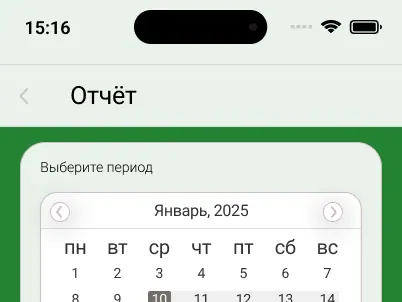 15:16
Отчёт
Выберите период
Январь, 2025
пн вт ср чт пт сб вс
1 2 3 4 5 6 7
8 9 10 11 12 13 14